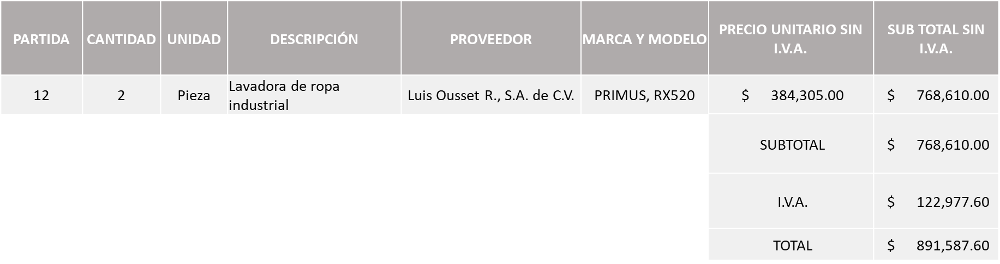 PARTIDA CANTIDAD UNIDAD DESCRIPCIÓN PROVEEDOR MARCA Y MODELO PRECIO UNITARIO SIN I.V.A. SUB TOTAL SIN I.V.A.
12 2 Pieza Lavadora de ropa industrial Luis Ousset R., S.A. de C.V. PRIMUS, RX520 $ 384,305.00 $ 768,610.00
SUBTOTAL $ 768,610.00
I.V.A. $ 122,977.60
TOTAL $ 891,587.60